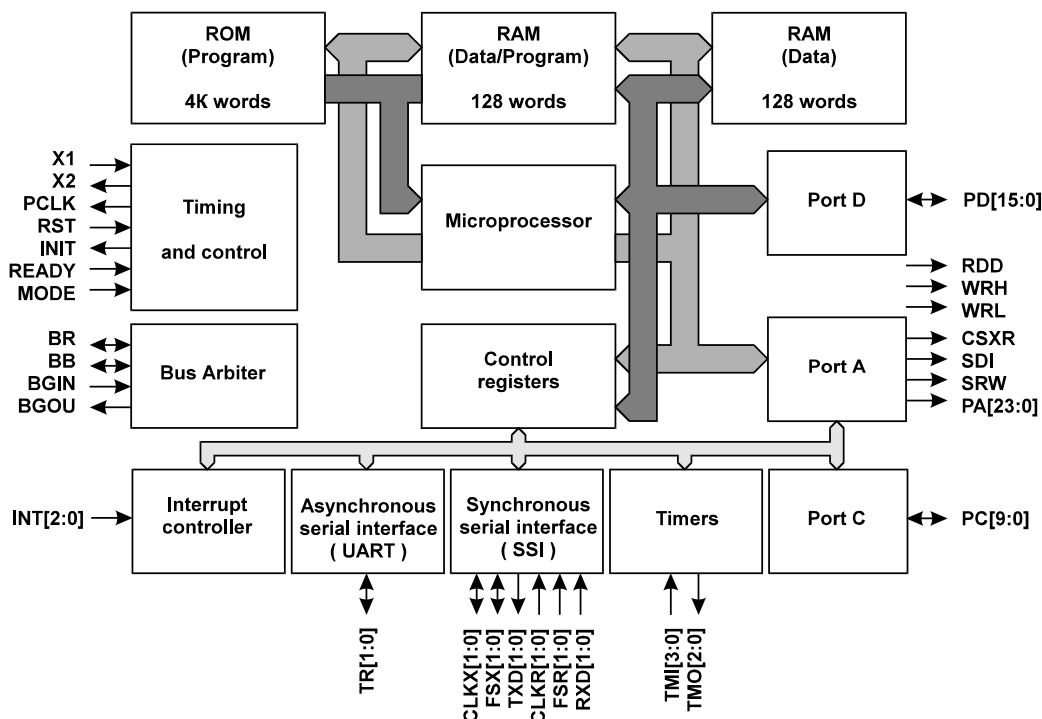 ROM
(Program)
4K words
RAM
(Data/Program)
128 words
RAM
(Data)
128 words
X1
X2
PCLK
RST
INIT
READY
MODE
Timing
and control
Microprocessor
Port D
PD[15:0]
RDD
WRH
WRL
BR
BB
BGIN
BGOU
Bus Arbiter
Control
registers
Port A
CSXR
SDI
SRW
PA[23:0]
INT[2:0]
Interrupt
controller
Asynchronous
serial interface
( UART )
Synchronous
serial interface
( SSI )
Timers
Port C
PC[9:0]
TR[1:0]
CLKX[1:0]
FSX[1:0]
TXD[1:0]
CLKR[1:0]
FSR[1:0]
RXD[1:0]
TMI[3:0]
TMO[2:0]